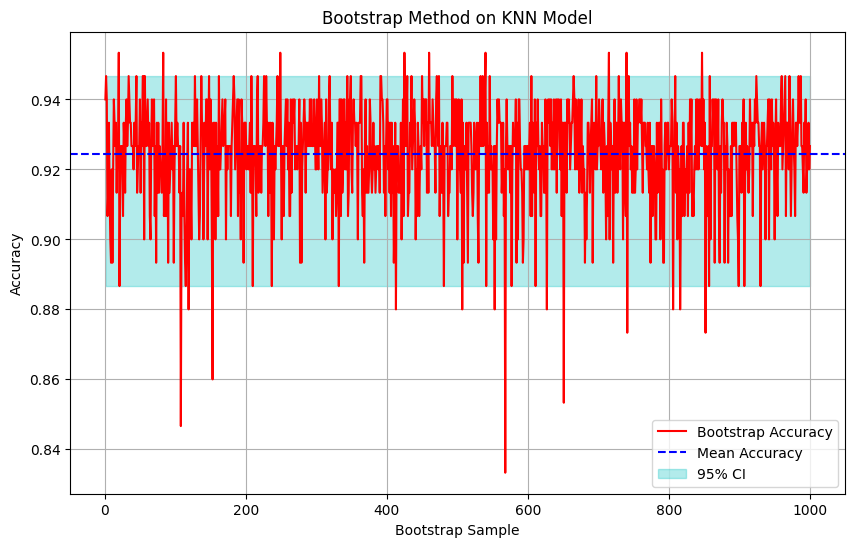 Bootstrap Method on KNN Model
Accuracy
0.94
0.92
0.90
0.88
0.86
0.84
0
200
400
600
800
1000
Bootstrap Sample
Bootstrap Accuracy
Mean Accuracy
95% CI